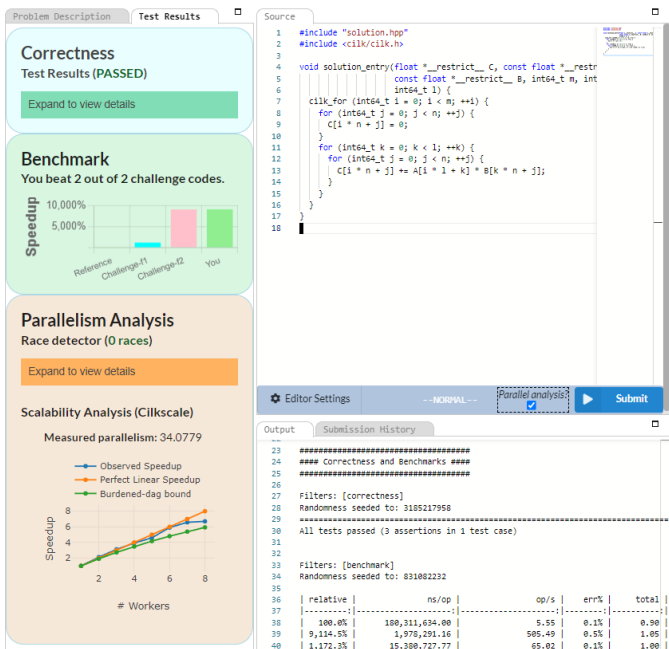 Problem Description
Test Results
Correctness
Test Results (PASSED)
Expand to view details
Benchmark
You beat 2 out of 2 challenge codes.
Speedup
10,000%
5,000%
Reference
Challenge-f1
Challenge-f2
You
Parallelism Analysis
Race detector (0 races)
Expand to view details
Scalability Analysis (Cilkscale)
Measured parallelism: 34.0779
Observed Speedup
Perfect Linear Speedup
Burdened-dag bound
Speedup
8
6
4
2
2 4 6 8
# Workers
Source
1 #include "solution.hpp"
2 #include <cilk/cilk.h>
3
4 void solution_entry(float *__restrict__ C, const float *__restr
5 const float *__restrict__ B, int64_t m, int
6 int64_t l) {
7 cilk_for (int64_t i = 0; i < m; ++i) {
8 for (int64_t j = 0; j < n; ++j) {
9 C[i * n + j] = 0;
10 }
11 for (int64_t k = 0; k < l; ++k) {
12 for (int64_t j = 0; j < n; ++j) {
13 C[i * n + j] += A[i * l + k] * B[k * n + j];
14 }
15 }
16 }
17 }
18
Editor Settings
--NORMAL--
Parallel analysis?
Submit
Output
Submission History
23 ##################################
24 #### Correctness and Benchmarks ####
25 ##################################
26
27 Filters: [correctness]
28 Randomness seeded to: 3185217958
29 ===============================================================================
30 All tests passed (3 assertions in 1 test case)
31
32
33 Filters: [benchmark]
34 Randomness seeded to: 831082232
35
36 | relative | ns/op | op/s | err% | total |
37 |---------:|--------------------:|--------------------:|--------:|----------:|
38 | 100.0% | 180,311,634.00 | 5.55 | 0.1% | 0.90 |
39 | 9,114.5% | 1,978,291.16 | 505.49 | 0.5% | 1.05 |
40 | 1,172.3% | 15,380,727.77 | 65.02 | 0.1% | 1.00 |